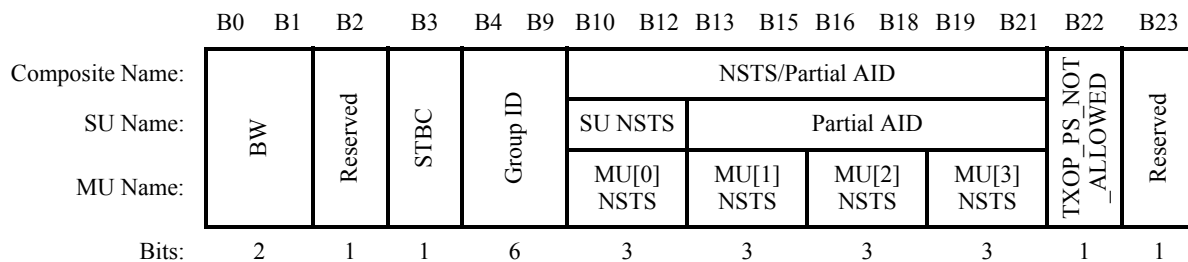 B0 B1 B2 B3 B4 B9 B10 B12 B13 B15 B16 B18 B19 B21 B22 B23
Composite Name:
SU Name:
MU Name:
BW
Reserved
STBC
Group ID
NSTS/Partial AID
SU NSTS
Partial AID
MU[0]
NSTS
MU[1]
NSTS
MU[2]
NSTS
MU[3]
NSTS
TXOP_PS_NOT
_ALLOWED
Reserved
Bits: 2 1 1 6 3 3 3 3 1 1